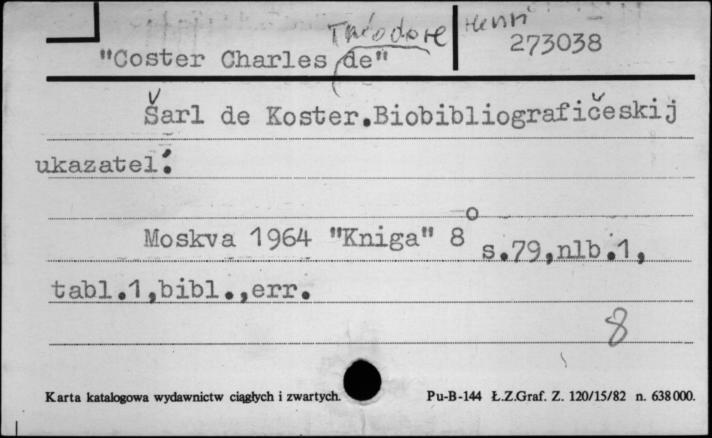 Théodore Henri
"Coster Charles de" 273038
Šarl de Koster.Biobibliografičeskij
ukazatel'.
Moskva 1964 "Kniga" 8° s.79,nlb.1,
tabl.1,bibl.,err.
8
Karta katalogowa wydawnictw ciągłych i zwartych. Pu-B-144 Ł.Z.Graf. Z. 120/15/82 n. 638000.